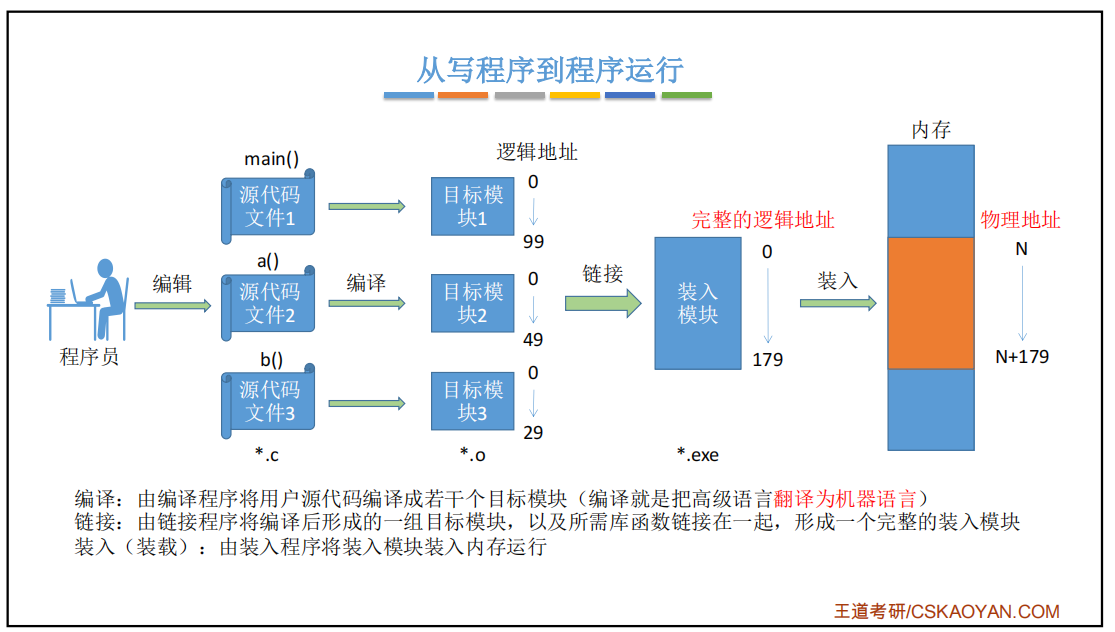 从写程序到程序运行
内存
main()
逻辑地址
源代码
文件1
目标模
块1
0
99
完整的逻辑地址
物理地址
程序员
编辑
a()
源代码
文件2
编译
目标模
块2
0
49
链接
装入
模块
0
179
装入
N
N+179
b()
源代码
文件3
目标模
块3
0
29
*.c
*.o
*.exe
编译：由编译程序将用户源代码编译成若干个目标模块（编译就是把高级语言翻译为机器语言）
链接：由链接程序将编译后形成的一组目标模块，以及所需库函数链接在一起，形成一个完整的装入模块
装入（装载）：由装入程序将装入模块装入内存运行
王道考研/CSKAOYAN.COM